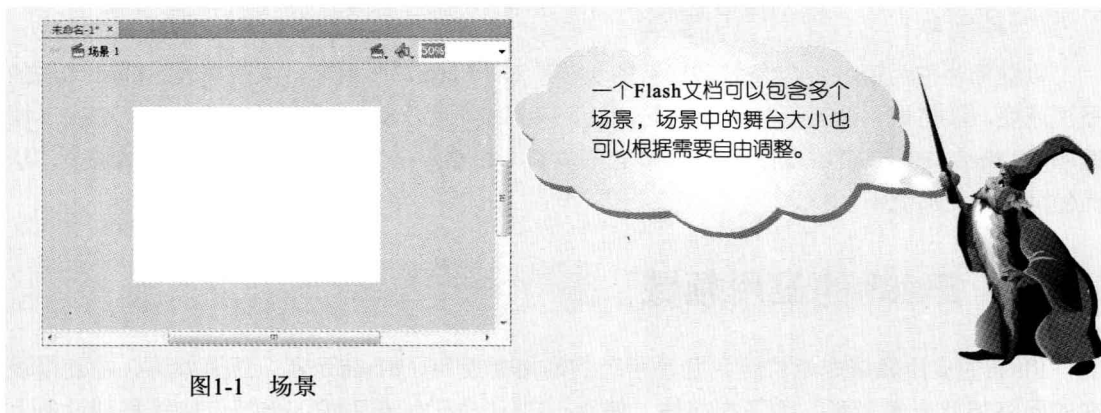 未命名-1* ×
场景 1
50%
一个Flash文档可以包含多个
场景，场景中的舞台大小也
可以根据需要自由调整。
图1-1 场景